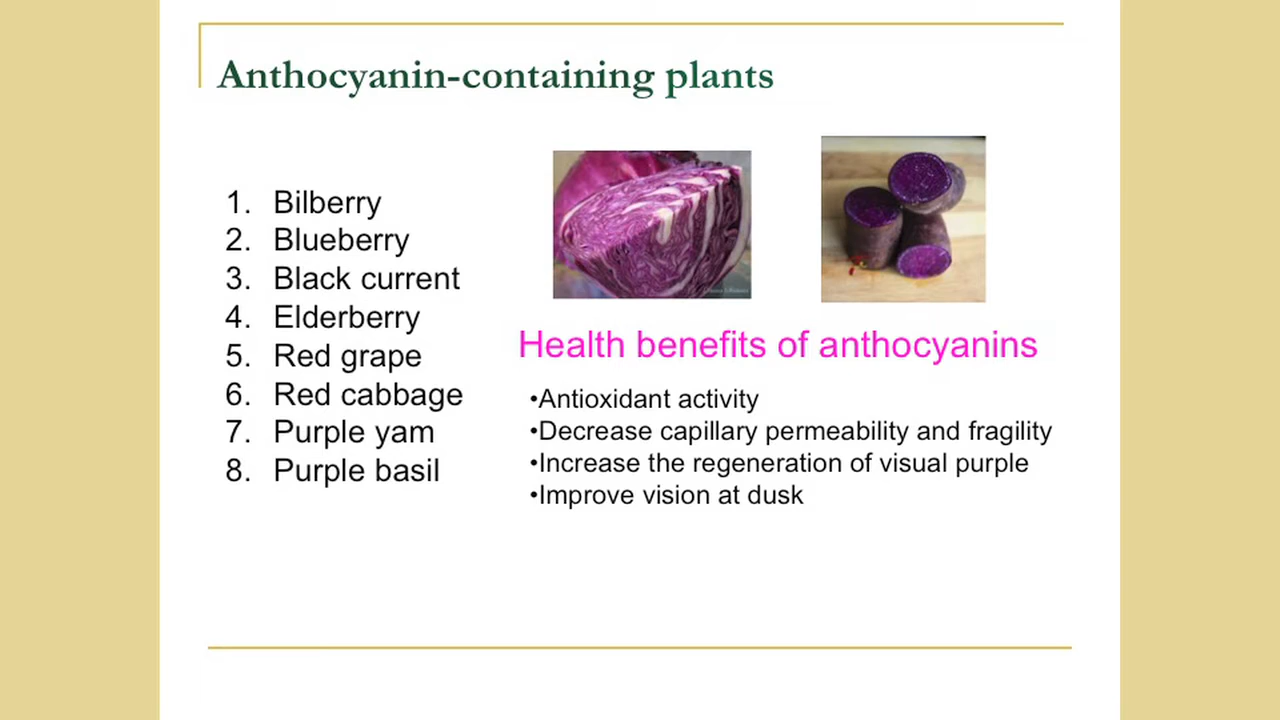 Anthocyanin-containing plants
1. Bilberry
2. Blueberry
3. Black current
4. Elderberry
5. Red grape
6. Red cabbage
7. Purple yam
8. Purple basil
Health benefits of anthocyanins
•Antioxidant activity
•Decrease capillary permeability and fragility
•Increase the regeneration of visual purple
•Improve vision at dusk